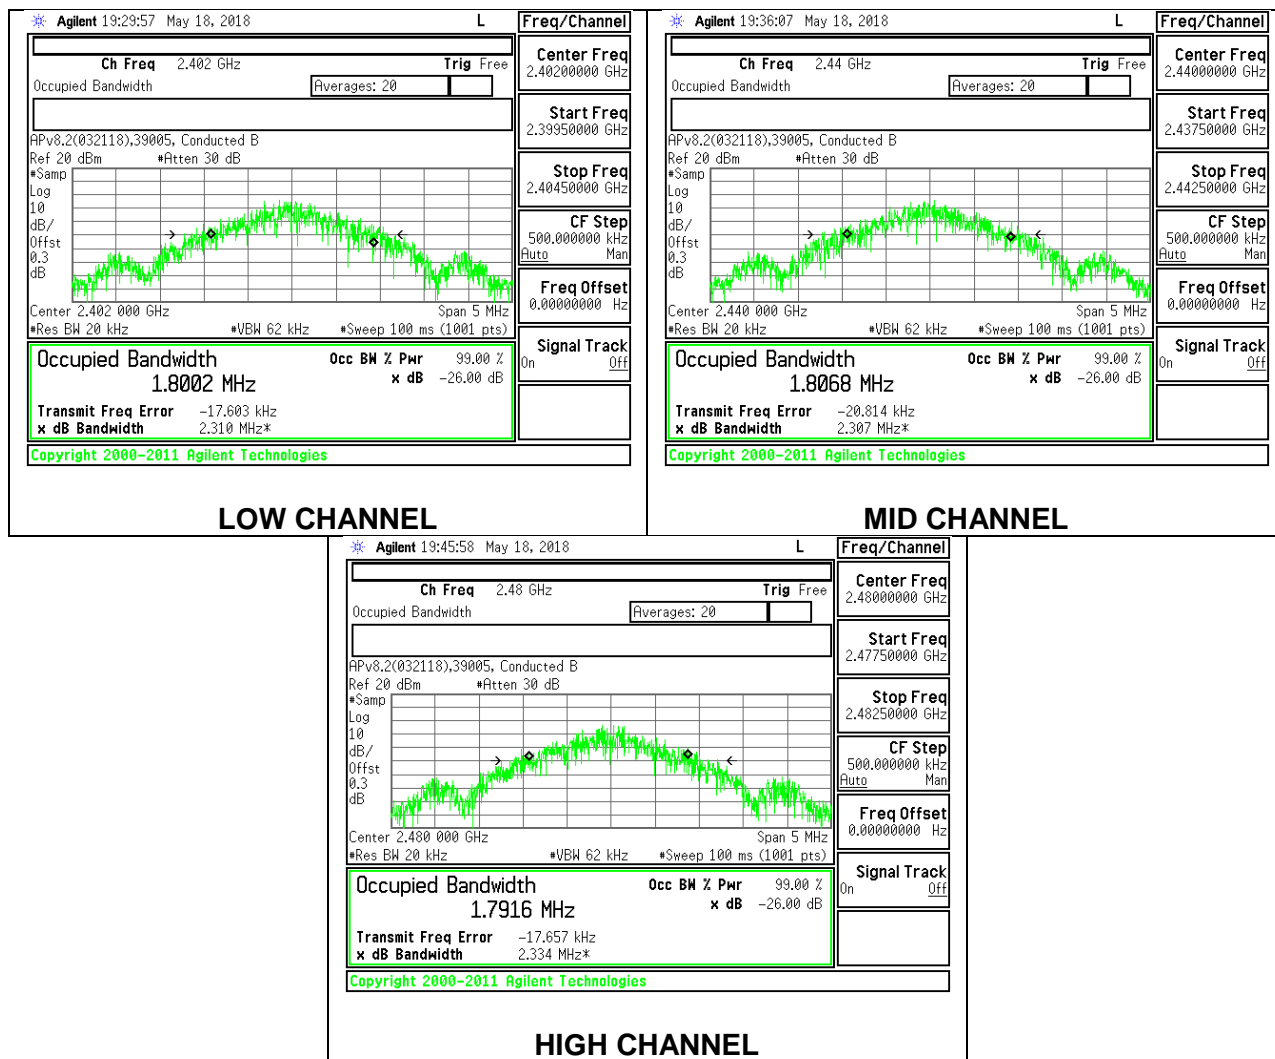 Agilent 19:29:57 May 18, 2018 L Freq/Channel
Ch Freq 2.402 GHz Trig Free
Occupied Bandwidth Averages: 20
APv8.2(032118),39005, Conducted B
Ref 20 dBm #Atten 30 dB
#Samp
Log
10
dB/
Offst
0.3
dB
Center 2.402 000 GHz Span 5 MHz
#Res BW 20 kHz #VBW 62 kHz #Sweep 100 ms (1001 pts)
Occupied Bandwidth Occ BW % Pwr 99.00 %
1.8002 MHz x dB -26.00 dB
Transmit Freq Error -17.603 kHz
x dB Bandwidth 2.310 MHz*
Copyright 2000-2011 Agilent Technologies
Center Freq
2.40200000 GHz
Start Freq
2.39950000 GHz
Stop Freq
2.40450000 GHz
CF Step
500.000000 kHz
Auto Man
Freq Offset
0.00000000 Hz
Signal Track
On Off
LOW CHANNEL
Agilent 19:36:07 May 18, 2018 L Freq/Channel
Ch Freq 2.44 GHz Trig Free
Occupied Bandwidth Averages: 20
APv8.2(032118),39005, Conducted B
Ref 20 dBm #Atten 30 dB
#Samp
Log
10
dB/
Offst
0.3
dB
Center 2.440 000 GHz Span 5 MHz
#Res BW 20 kHz #VBW 62 kHz #Sweep 100 ms (1001 pts)
Occupied Bandwidth Occ BW % Pwr 99.00 %
1.8068 MHz x dB -26.00 dB
Transmit Freq Error -20.814 kHz
x dB Bandwidth 2.307 MHz*
Copyright 2000-2011 Agilent Technologies
Center Freq
2.44000000 GHz
Start Freq
2.43750000 GHz
Stop Freq
2.44250000 GHz
CF Step
500.000000 kHz
Auto Man
Freq Offset
0.00000000 Hz
Signal Track
On Off
MID CHANNEL
Agilent 19:45:58 May 18, 2018 L Freq/Channel
Ch Freq 2.48 GHz Trig Free
Occupied Bandwidth Averages: 20
APv8.2(032118),39005, Conducted B
Ref 20 dBm #Atten 30 dB
#Samp
Log
10
dB/
Offst
0.3
dB
Center 2.480 000 GHz Span 5 MHz
#Res BW 20 kHz #VBW 62 kHz #Sweep 100 ms (1001 pts)
Occupied Bandwidth Occ BW % Pwr 99.00 %
1.7916 MHz x dB -26.00 dB
Transmit Freq Error -17.657 kHz
x dB Bandwidth 2.334 MHz*
Copyright 2000-2011 Agilent Technologies
Center Freq
2.48000000 GHz
Start Freq
2.47750000 GHz
Stop Freq
2.48250000 GHz
CF Step
500.000000 kHz
Auto Man
Freq Offset
0.00000000 Hz
Signal Track
On Off
HIGH CHANNEL